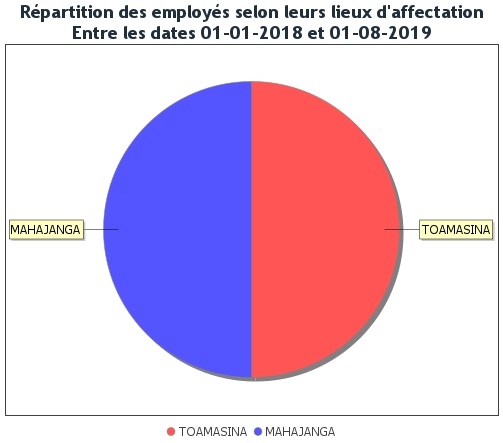 Répartition des employés selon leurs lieux d'affectation
Entre les dates 01-01-2018 et 01-08-2019
MAHAJANGA
TOAMASINA
TOAMASINA MAHAJANGA